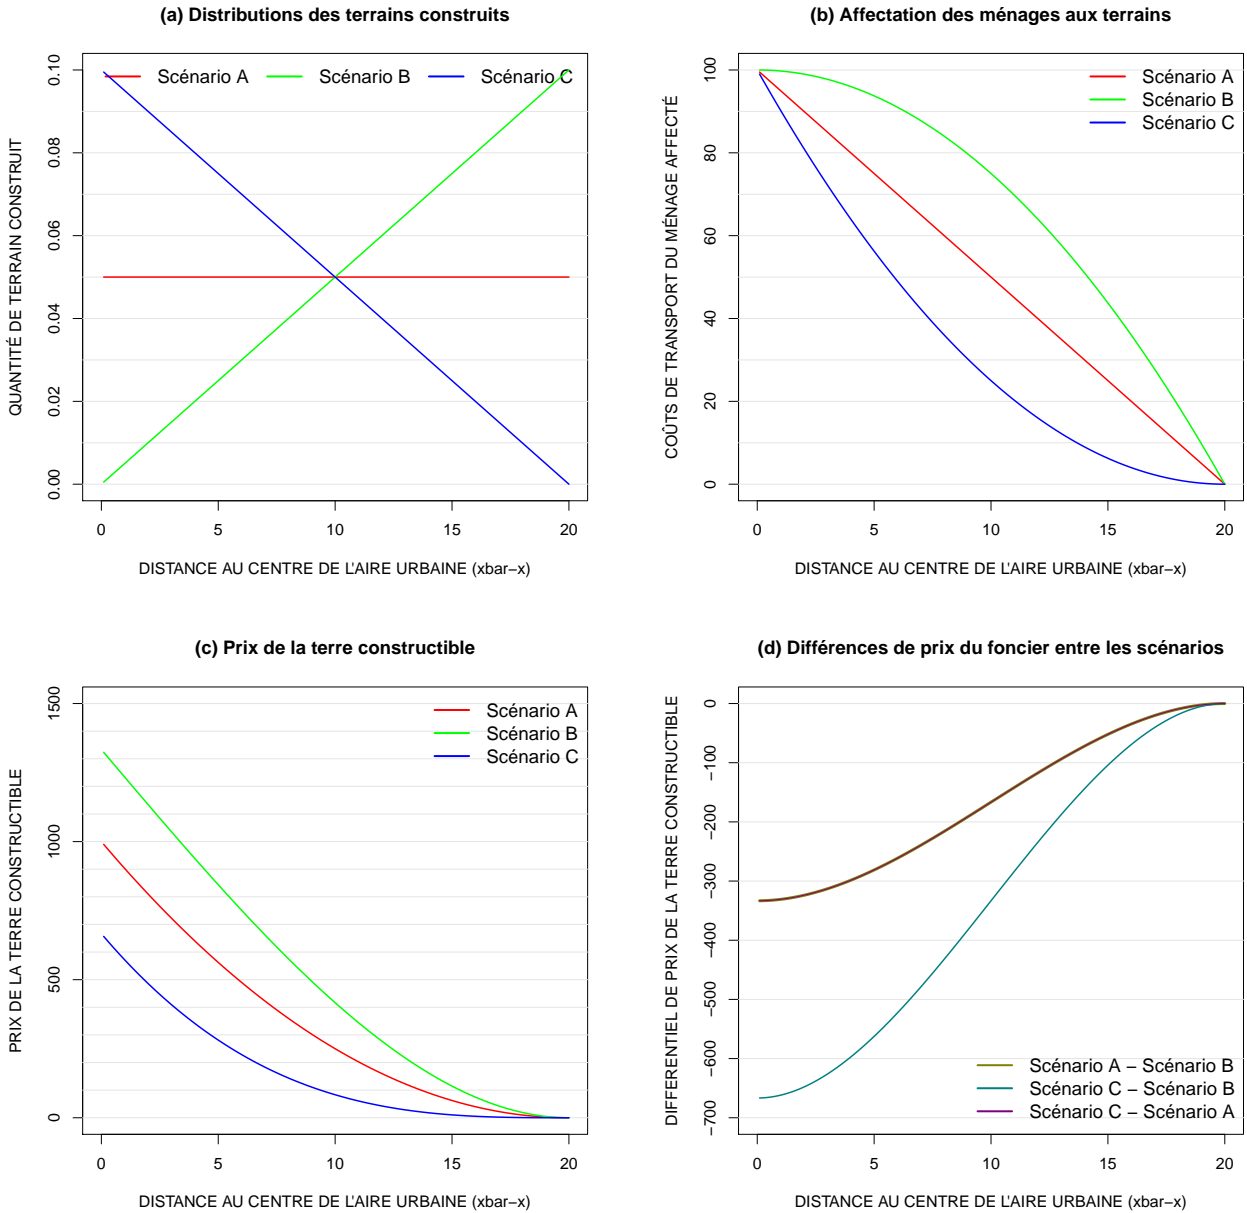 (a) Distributions des terrains construits
QUANTITÉ DE TERRAIN CONSTRUIT
0.00 0.02 0.04 0.06 0.08 0.10
Scénario A Scénario B Scénario C
0 5 10 15 20
DISTANCE AU CENTRE DE L'AIRE URBAINE (xbar−x)
(b) Affectation des ménages aux terrains
COÛTS DE TRANSPORT DU MÉNAGE AFFECTÉ
0 20 40 60 80 100
Scénario A
Scénario B
Scénario C
0 5 10 15 20
DISTANCE AU CENTRE DE L'AIRE URBAINE (xbar−x)
(c) Prix de la terre constructible
PRIX DE LA TERRE CONSTRUCTIBLE
0 500 1000 1500
Scénario A
Scénario B
Scénario C
0 5 10 15 20
DISTANCE AU CENTRE DE L'AIRE URBAINE (xbar−x)
(d) Différences de prix du foncier entre les scénarios
DIFFERENTIEL DE PRIX DE LA TERRE CONSTRUCTIBLE
−700 −600 −500 −400 −300 −200 −100 0
Scénario A − Scénario B
Scénario C − Scénario B
Scénario C − Scénario A
0 5 10 15 20
DISTANCE AU CENTRE DE L'AIRE URBAINE (xbar−x)